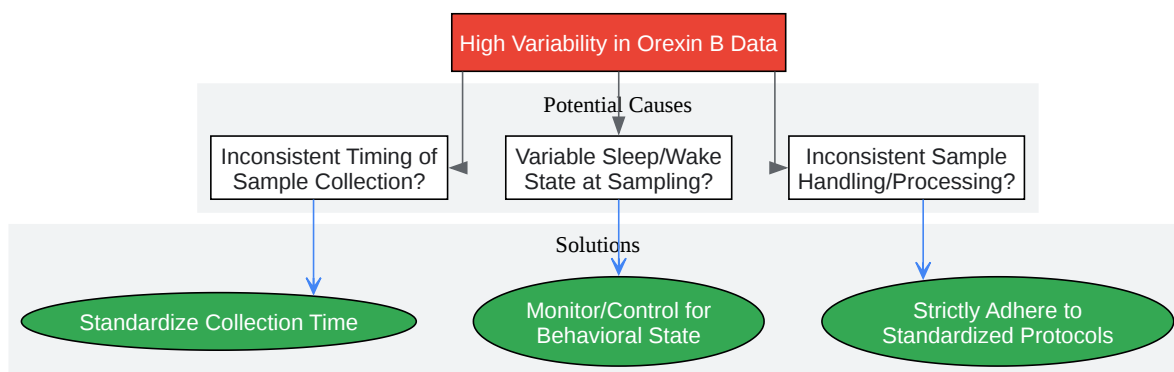 High Variability in Orexin B Data
Potential Causes
Inconsistent Timing of
Sample Collection?
Variable Sleep/Wake
State at Sampling?
Inconsistent Sample
Handling/Processing?
Solutions
Standardize Collection Time
Monitor/Control for
Behavioral State
Strictly Adhere to
Standardized Protocols